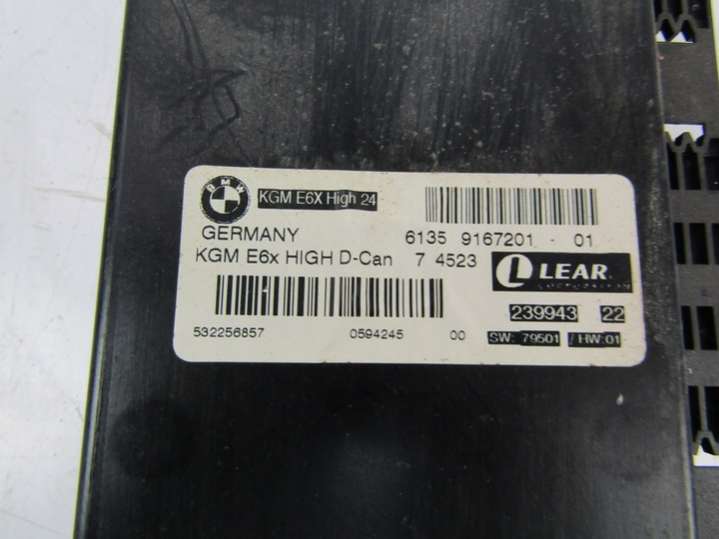 BMW
KGM E6X High 24
GERMANY 6135 9167201 - 01
KGM E6x HIGH D-Can 7 4523
LEAR
CORPORATION
239943 22
532256857 0594245 00 SW: 79501 / HW:01